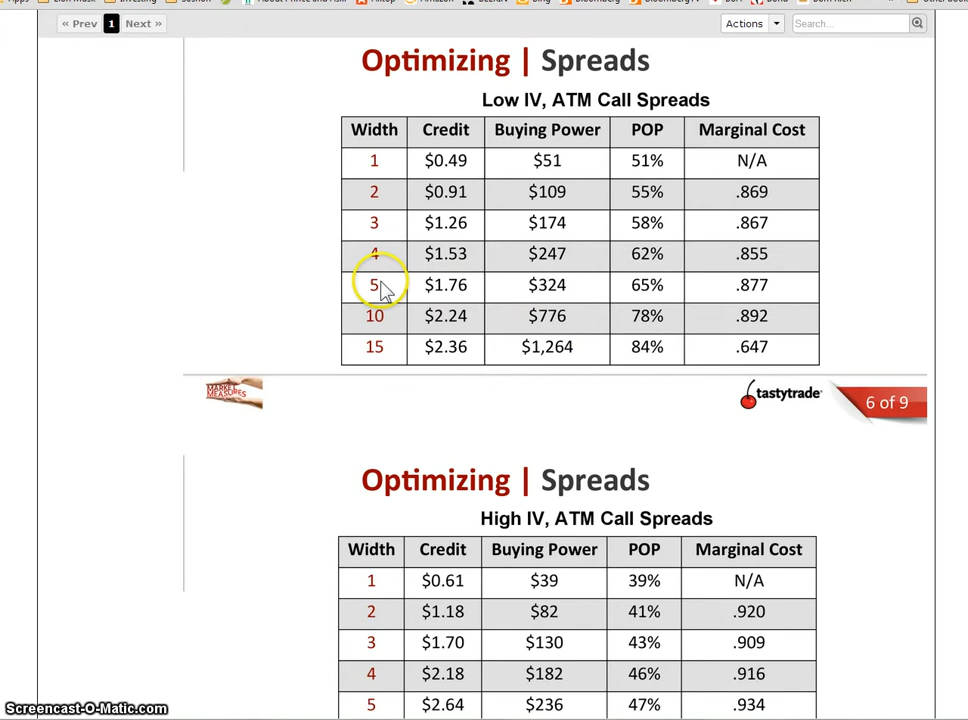 « Prev 1 Next » Actions Search...
Optimizing | Spreads
Low IV, ATM Call Spreads
Width Credit Buying Power POP Marginal Cost
1 $0.49 $51 51% N/A
2 $0.91 $109 55% .869
3 $1.26 $174 58% .867
4 $1.53 $247 62% .855
5 $1.76 $324 65% .877
10 $2.24 $776 78% .892
15 $2.36 $1,264 84% .647
MARKET
MEASURES
tastytrade
6 of 9
Optimizing | Spreads
High IV, ATM Call Spreads
Width Credit Buying Power POP Marginal Cost
1 $0.61 $39 39% N/A
2 $1.18 $82 41% .920
3 $1.70 $130 43% .909
4 $2.18 $182 46% .916
5 $2.64 $236 47% .934
Screencast-O-Matic.com